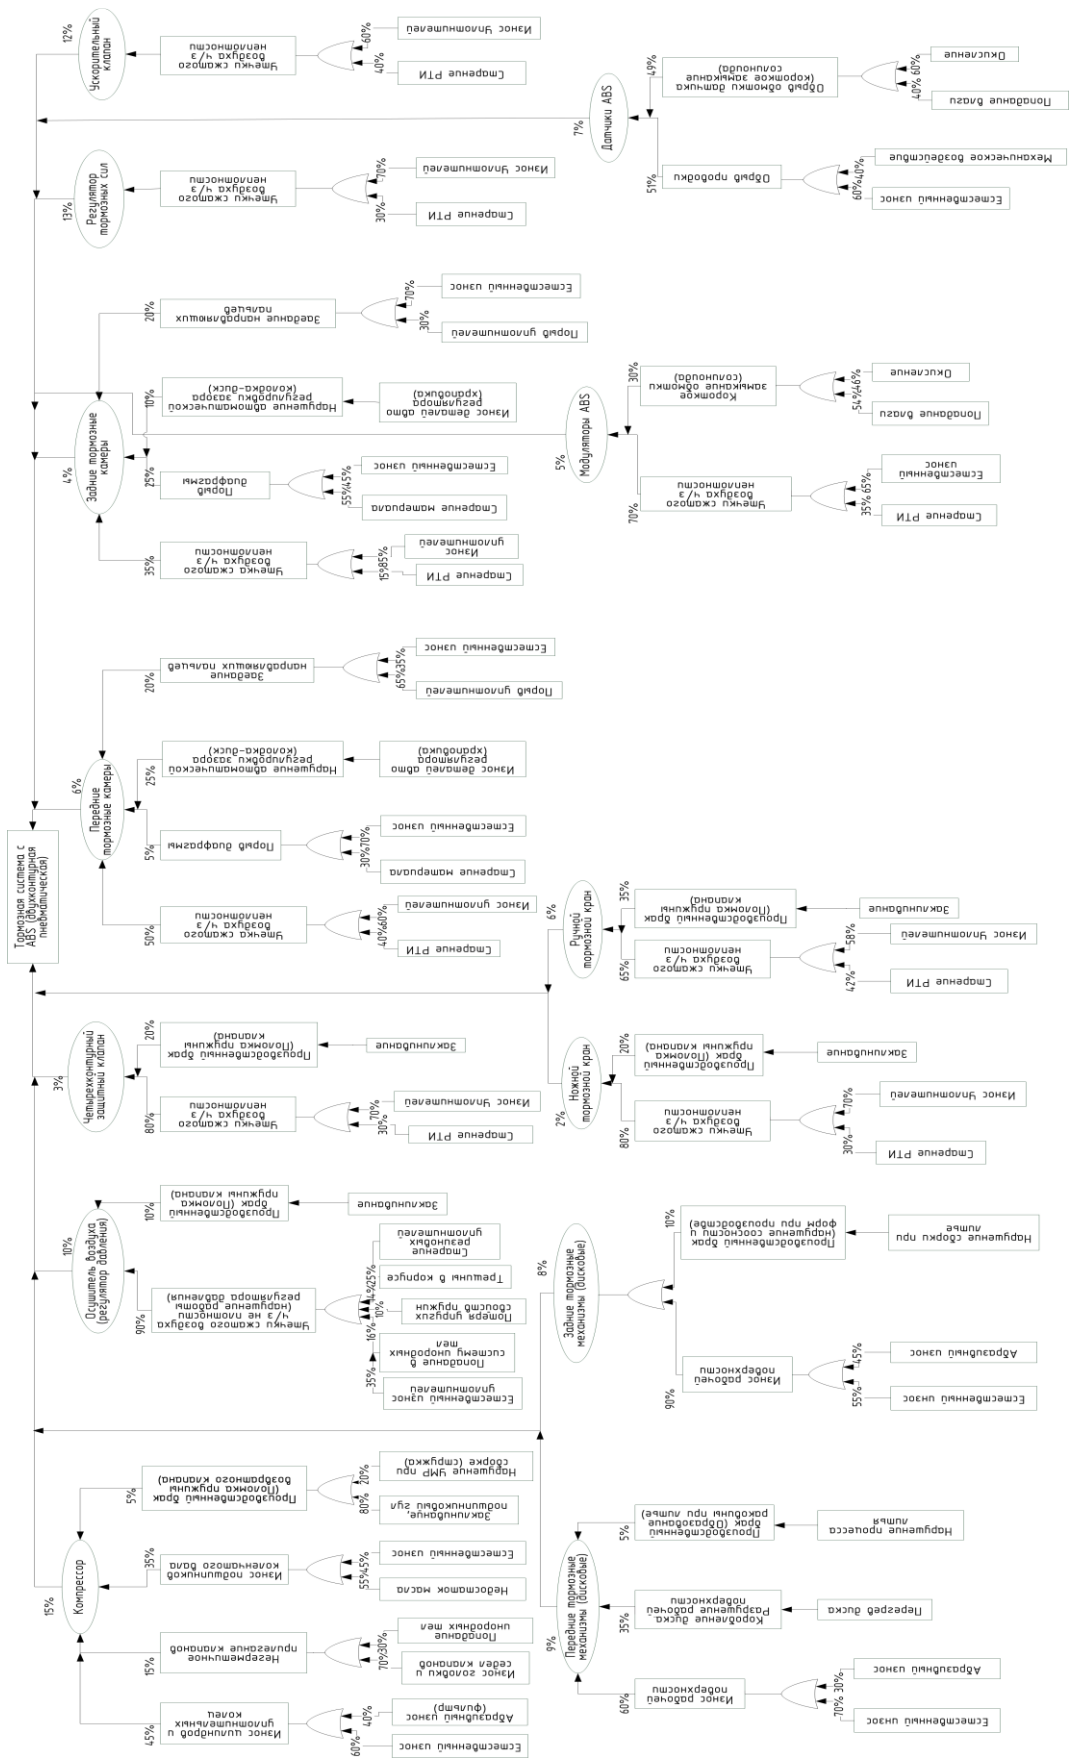 Тормозная система с
ABS (двухконтурная
пневматическая)
15%
Компрессор
45%
Износ цилиндров и
уплотнительных
колец
60%
Естественный износ
40%
Абразивный износ
(фильтр)
15%
Негерметичное
прилегание клапанов
70%
Износ головки и
седел клапанов
30%
Попадание
инородных тел
35%
Износ подшипников
коленчатого вала
55%
Недостаток масла
45%
Естественный износ
5%
Производственный брак
(Поломка пружины
возвратного клапана)
80%
Заклинивание,
подшипниковый гул
20%
Нарушение УМР при
сборке (стружка)
10%
Осушитель воздуха
(регулятор давления)
90%
Утечки сжатого воздуха
ч/з не плотности
(нарушение работы
регулятора давления)
35%
Естественный износ
уплотнителей
16%
Попадание в
систему инородных
тел
10%
Потеря упругих
свойств пружин
14%
Трещины в корпусе
25%
Старение
резиновых
уплотнителей
10%
Производственный
брак (Поломка
пружины клапана)
Заклинивание
3%
Четырехконтурный
защитный клапан
80%
Утечки сжатого
воздуха ч/з
неплотности
30%
Старение РТИ
70%
Износ Уплотнителей
20%
Производственный брак
(Поломка пружины
клапана)
Заклинивание
6%
Передние
тормозные камеры
50%
Утечки сжатого
воздуха ч/з
неплотности
40%
Старение РТИ
60%
Износ уплотнителей
5%
Порыв диафрагмы
30%
Старение материала
70%
Естественный износ
25%
Нарушение автоматической
регулировки зазора
(колодка-диск)
Износ деталей авто
регулятора
(храповика)
20%
Заедание
направляющих пальцев
65%
Порыв уплотнителей
35%
Естественный износ
4%
Задние тормозные
камеры
35%
Утечка сжатого
воздуха ч/з
неплотности
15%
Старение РТИ
85%
Износ
уплотнителей
25%
Порыв
диафрагмы
55%
Старение материала
45%
Естественный износ
10%
Нарушение автоматической
регулировки зазора
(колодка-диск)
Износ деталей авто
регулятора
(храповика)
20%
Заедание направляющих
пальцев
30%
Порыв уплотнителей
70%
Естественный износ
13%
Регулятор
тормозных сил
Утечки сжатого
воздуха ч/з
неплотности
30%
Старение РТИ
70%
Износ Уплотнителей
12%
Ускорительный
клапан
Утечки сжатого
воздуха ч/з
неплотности
40%
Старение РТИ
60%
Износ Уплотнителей
9%
Передние тормозные
механизмы (дисковые)
60%
Износ рабочей
поверхности
70%
Естественный изнзос
30%
Абразивный износ
35%
Коробление диска
Разрушение рабочей
поверхности
Перегрев диска
5%
Производственный
брак (Образование
раковины при литье)
Нарушение процесса
литья
8%
Задние тормозные
механизмы (дисковые)
90%
Износ рабочей
поверхности
55%
Естественный изнзос
45%
Абразивный износ
10%
Производственный брак
(нарушение соосности и
форм при производстве)
Нарушение сборки при
литье
2%
Ножной
тормозной кран
80%
Утечки сжатого
воздуха ч/з
неплотности
30%
Старение РТИ
70%
Износ Уплотнителей
20%
Производственный
брак (Поломка
пружины клапана)
Заклинивание
6%
Ручной
тормозной кран
65%
Утечки сжатого
воздуха ч/з
неплотности
42%
Старение РТИ
58%
Износ Уплотнителей
35%
Производственный брак
(Поломка пружины
клапана)
Заклинивание
5%
Модуляторы ABS
70%
Утечки сжатого
воздуха ч/з
неплотности
35%
Старение РТИ
65%
Естественный
износ
30%
Короткое
замыкание обмотки
(солинойда)
54%
Попадание влаги
46%
Окисление
7%
Датчики ABS
51%
Обрыв проводки
60%
Естественный износ
40%
Механическое воздействие
49%
Обрыв обмотки датчика
(короткое замыкание
солиноида)
40%
Попадание влаги
60%
Окисление